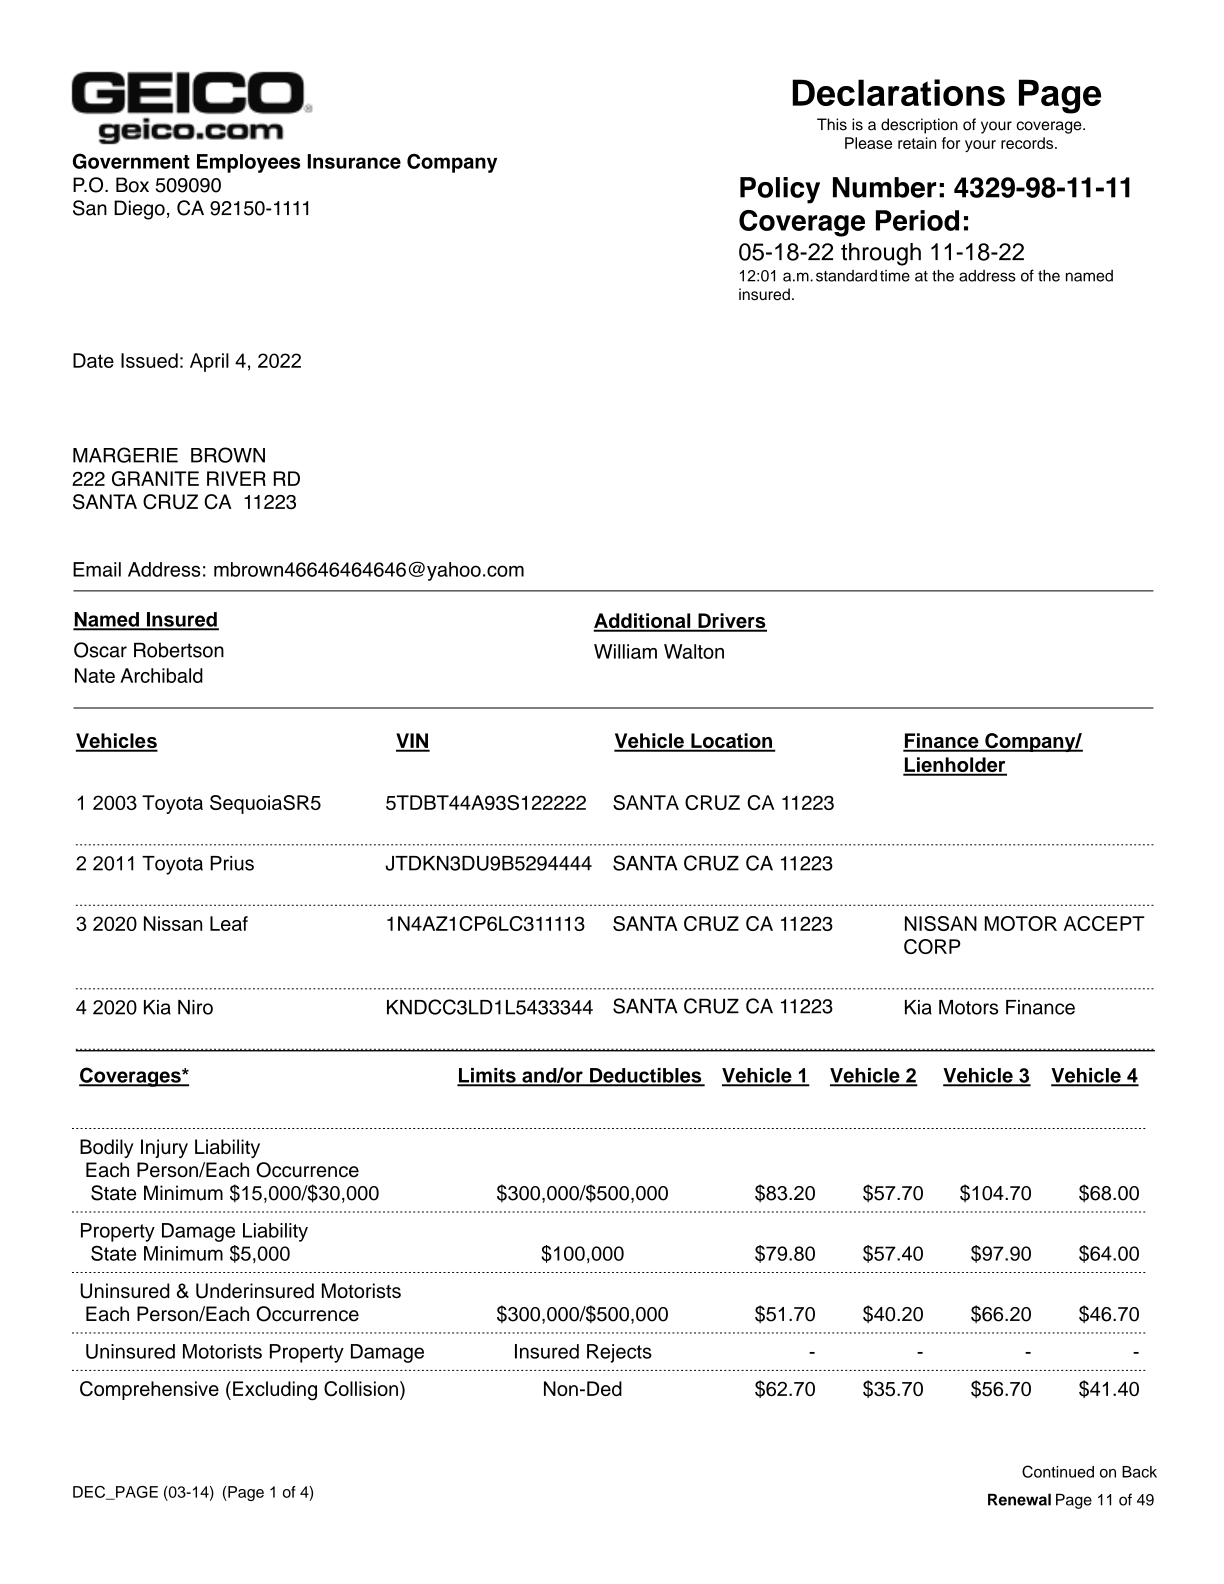 GEICO®
geico.com
Government Employees Insurance Company
P.O. Box 509090
San Diego, CA 92150-1111
Declarations Page
This is a description of your coverage.
Please retain for your records.
Policy Number: 4329-98-11-11
Coverage Period:
05-18-22 through 11-18-22
12:01 a.m. standard time at the address of the named
insured.
Date Issued: April 4, 2022
MARGERIE BROWN
222 GRANITE RIVER RD
SANTA CRUZ CA 11223
Email Address: mbrown46646464646@yahoo.com
Named Insured Additional Drivers
Oscar Robertson William Walton
Nate Archibald
Vehicles VIN Vehicle Location Finance Company/
Lienholder
1 2003 Toyota SequoiaSR5 5TDBT44A93S122222 SANTA CRUZ CA 11223
2 2011 Toyota Prius JTDKN3DU9B5294444 SANTA CRUZ CA 11223
3 2020 Nissan Leaf 1N4AZ1CP6LC311113 SANTA CRUZ CA 11223 NISSAN MOTOR ACCEPT
CORP
4 2020 Kia Niro KNDCC3LD1L5433344 SANTA CRUZ CA 11223 Kia Motors Finance
Coverages* Limits and/or Deductibles Vehicle 1 Vehicle 2 Vehicle 3 Vehicle 4
Bodily Injury Liability
Each Person/Each Occurrence
State Minimum $15,000/$30,000 $300,000/$500,000 $83.20 $57.70 $104.70 $68.00
Property Damage Liability
State Minimum $5,000 $100,000 $79.80 $57.40 $97.90 $64.00
Uninsured & Underinsured Motorists
Each Person/Each Occurrence $300,000/$500,000 $51.70 $40.20 $66.20 $46.70
Uninsured Motorists Property Damage Insured Rejects - - - -
Comprehensive (Excluding Collision) Non-Ded $62.70 $35.70 $56.70 $41.40
Continued on Back
DEC_PAGE (03-14) (Page 1 of 4)
Renewal Page 11 of 49